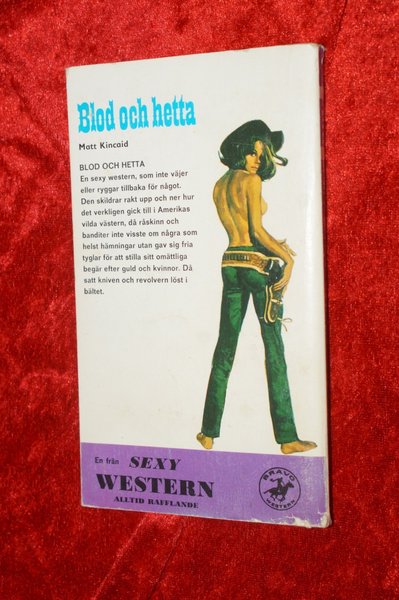 Blod och hetta
Matt Kincaid
BLOD OCH HETTA
En sexy western, som inte väjer
eller ryggar tillbaka för något.
Den skildrar rakt upp och ner hur
det verkligen gick till i Amerikas
vilda västern, då råskinn och
banditer inte visste om några som
helst hämningar utan gav sig fria
tyglar för att stilla sitt omättliga
begär efter guld och kvinnor. Då
satt kniven och revolvern löst i
bältet.
En från SEXY
WESTERN
ALLTID RAFFLANDE
BRAVO
WESTERN